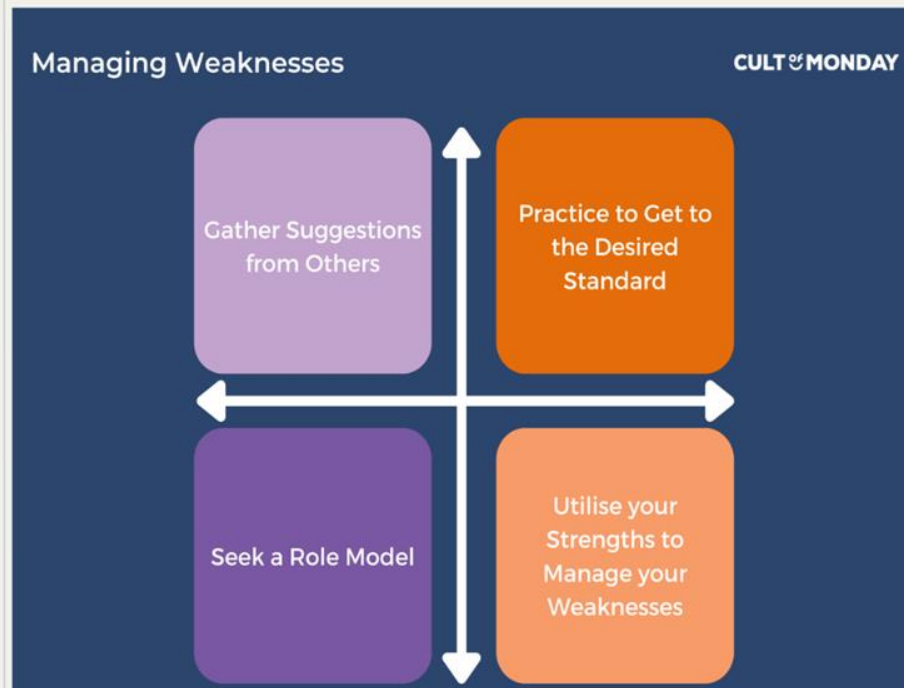 Managing Weaknesses
CULT OF MONDAY
Gather Suggestions
from Others
Practice to Get to
the Desired
Standard
Seek a Role Model
Utilise your
Strengths to
Manage your
Weaknesses